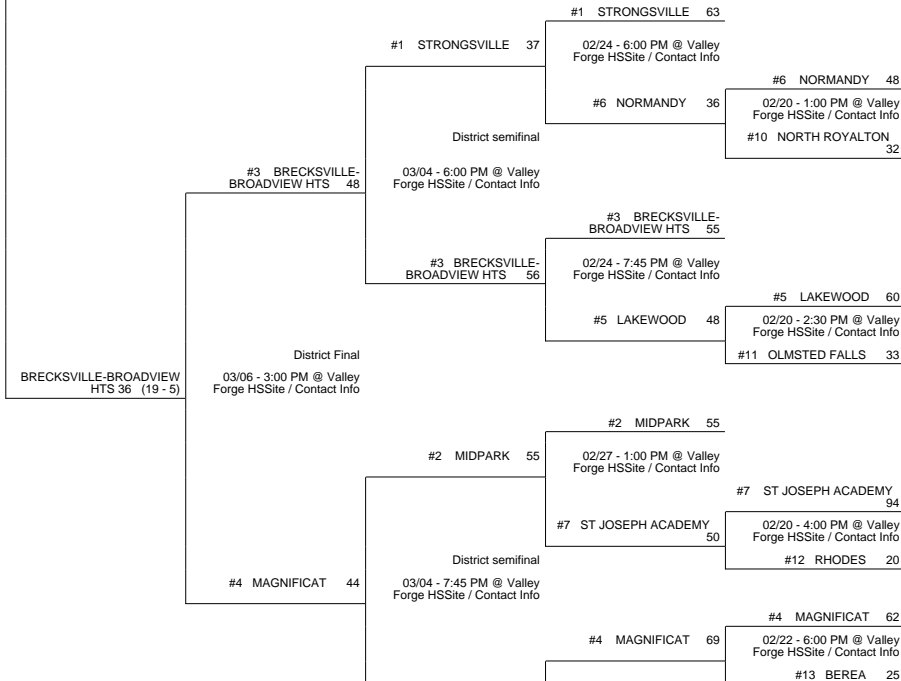 #1 STRONGSVILLE 63
#1 STRONGSVILLE 37
02/24 - 6:00 PM @ Valley
Forge HSSite / Contact Info
#6 NORMANDY 48
#6 NORMANDY 36
02/20 - 1:00 PM @ Valley
Forge HSSite / Contact Info
#10 NORTH ROYALTON
32
District semifinal
03/04 - 6:00 PM @ Valley
Forge HSSite / Contact Info
#3 BRECKSVILLE-
BROADVIEW HTS 48
#3 BRECKSVILLE-
BROADVIEW HTS 55
#3 BRECKSVILLE-
BROADVIEW HTS 56
02/24 - 7:45 PM @ Valley
Forge HSSite / Contact Info
#5 LAKEWOOD 60
#5 LAKEWOOD 48
02/20 - 2:30 PM @ Valley
Forge HSSite / Contact Info
#11 OLMSTED FALLS 33
District Final
03/06 - 3:00 PM @ Valley
Forge HSSite / Contact Info
BRECKSVILLE-BROADVIEW
HTS 36 (19 - 5)
#2 MIDPARK 55
#2 MIDPARK 55
02/27 - 1:00 PM @ Valley
Forge HSSite / Contact Info
#7 ST JOSEPH ACADEMY
94
#7 ST JOSEPH ACADEMY
50
02/20 - 4:00 PM @ Valley
Forge HSSite / Contact Info
#12 RHODES 20
District semifinal
03/04 - 7:45 PM @ Valley
Forge HSSite / Contact Info
#4 MAGNIFICAT 44
#4 MAGNIFICAT 62
#4 MAGNIFICAT 69
02/22 - 6:00 PM @ Valley
Forge HSSite / Contact Info
#13 BEREA 25